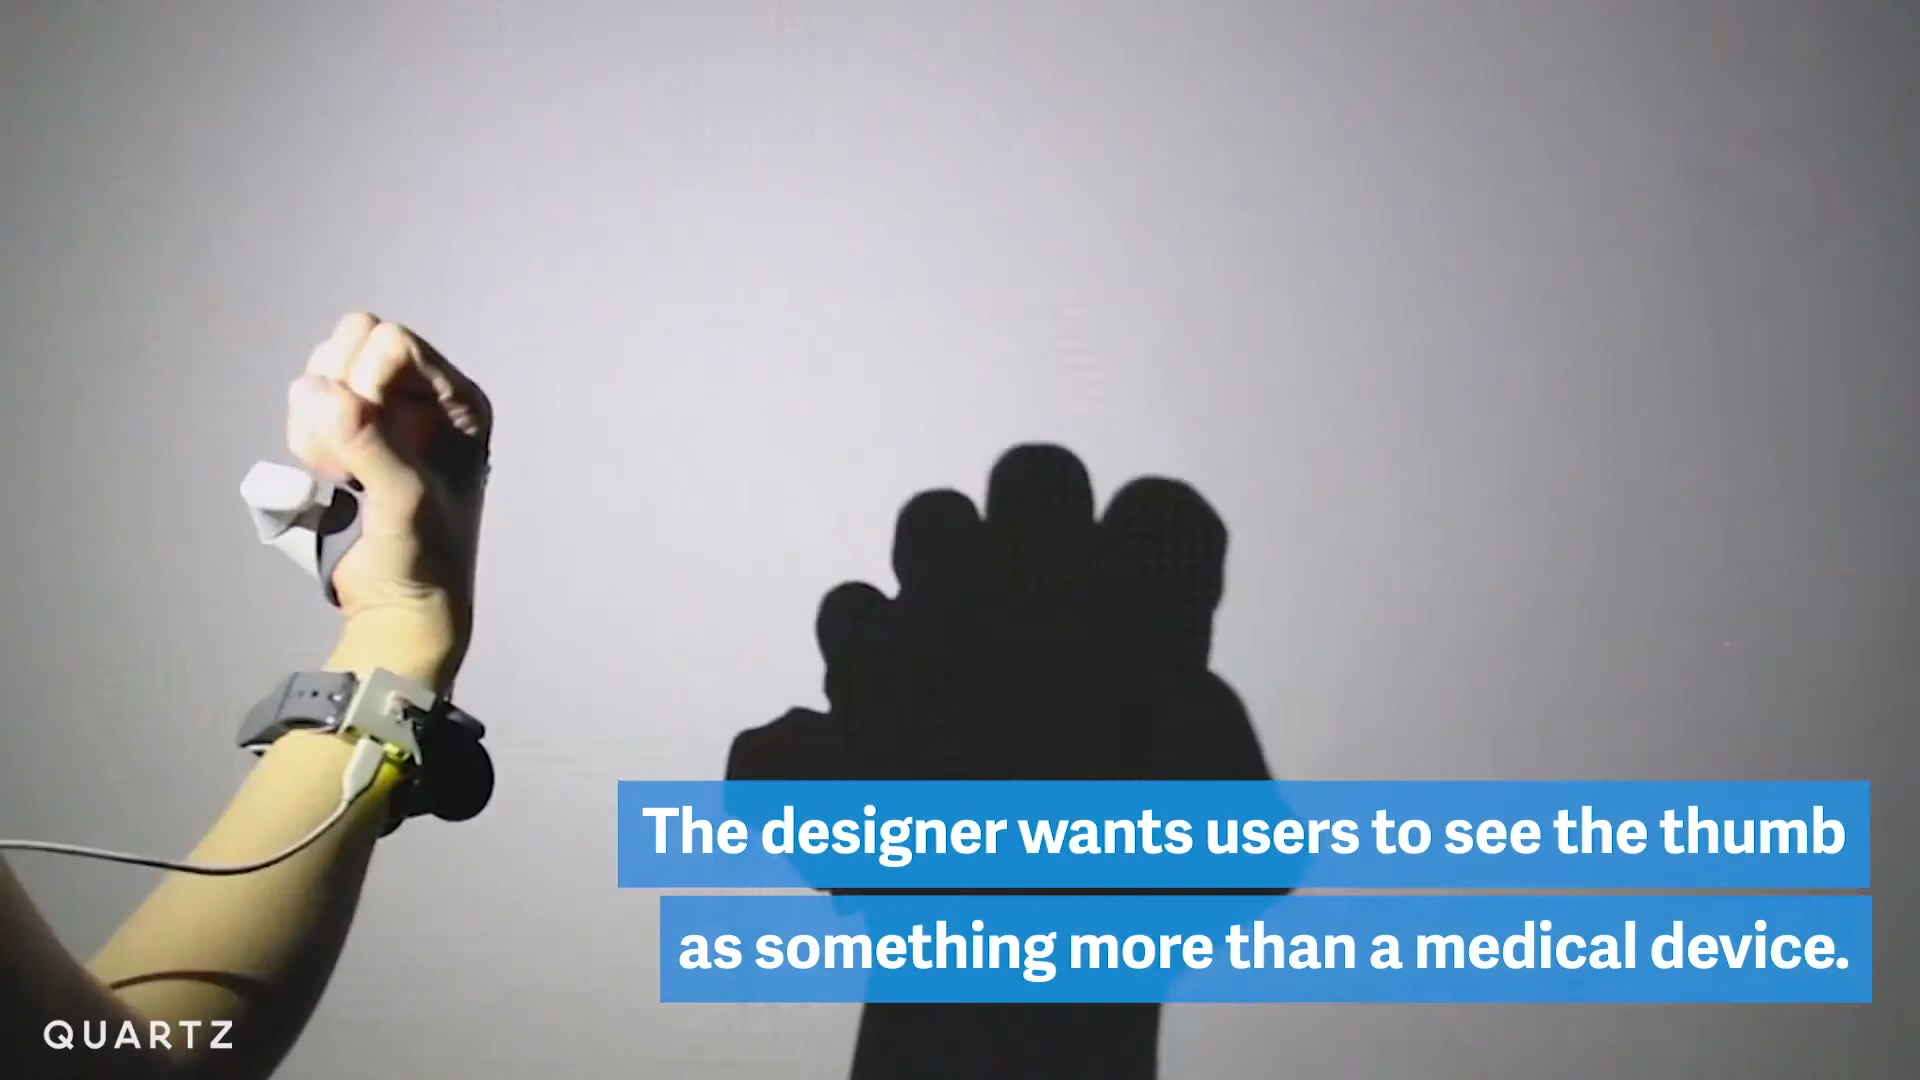 The designer wants users to see the thumb
as something more than a medical device.
QUARTZ